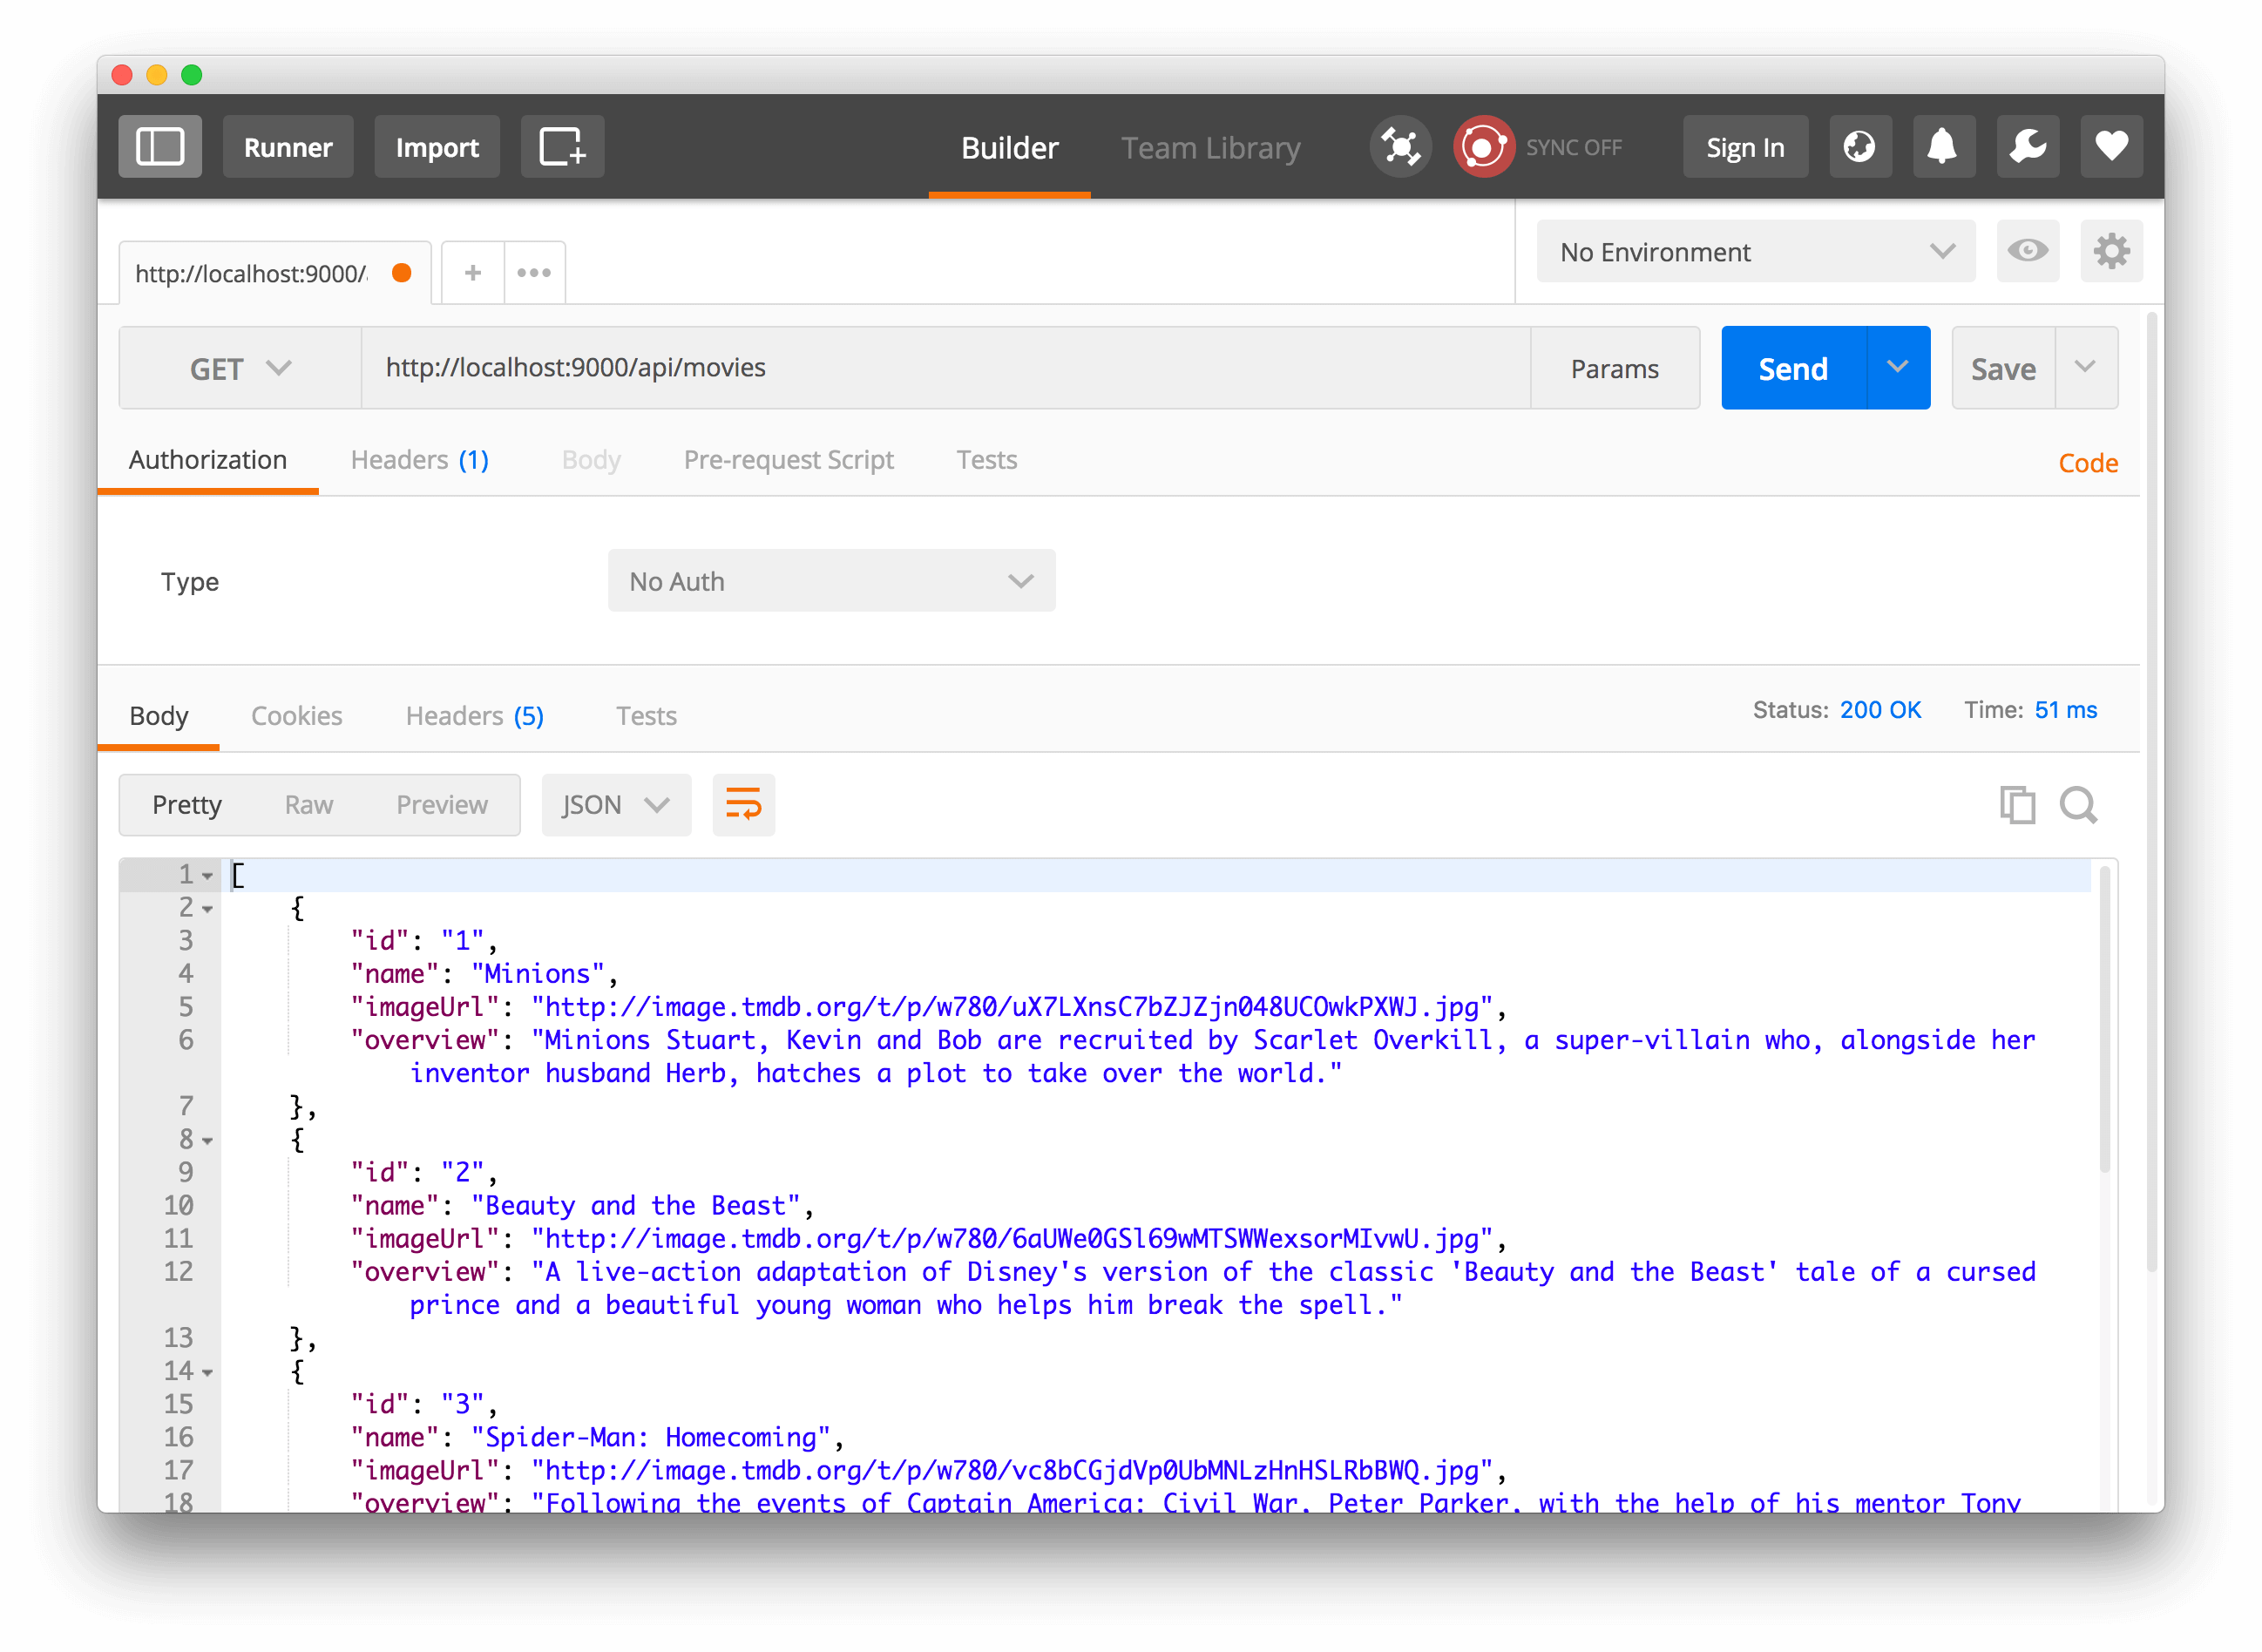 Runner Import Builder Team Library SYNC OFF Sign In
http://localhost:9000/a + ••• No Environment
GET http://localhost:9000/api/movies Params Send Save
Authorization Headers (1) Body Pre-request Script Tests Code
Type No Auth
Body Cookies Headers (5) Tests Status: 200 OK Time: 51 ms
Pretty Raw Preview JSON
1 [
2 {
3 "id": "1",
4 "name": "Minions",
5 "imageUrl": "http://image.tmdb.org/t/p/w780/uX7LXnsC7bZJZjn048UCOwkPXWJ.jpg",
6 "overview": "Minions Stuart, Kevin and Bob are recruited by Scarlet Overkill, a super-villain who, alongside her
inventor husband Herb, hatches a plot to take over the world."
7 },
8 {
9 "id": "2",
10 "name": "Beauty and the Beast",
11 "imageUrl": "http://image.tmdb.org/t/p/w780/6aUWe0GSl69wMTSWWexsorMIvwU.jpg",
12 "overview": "A live-action adaptation of Disney's version of the classic 'Beauty and the Beast' tale of a cursed
prince and a beautiful young woman who helps him break the spell."
13 },
14 {
15 "id": "3",
16 "name": "Spider-Man: Homecoming",
17 "imageUrl": "http://image.tmdb.org/t/p/w780/vc8bCGjdVp0UbMNLzHnHSLRbBWQ.jpg",
18 "overview": "Following the events of Captain America: Civil War, Peter Parker, with the help of his mentor Tony